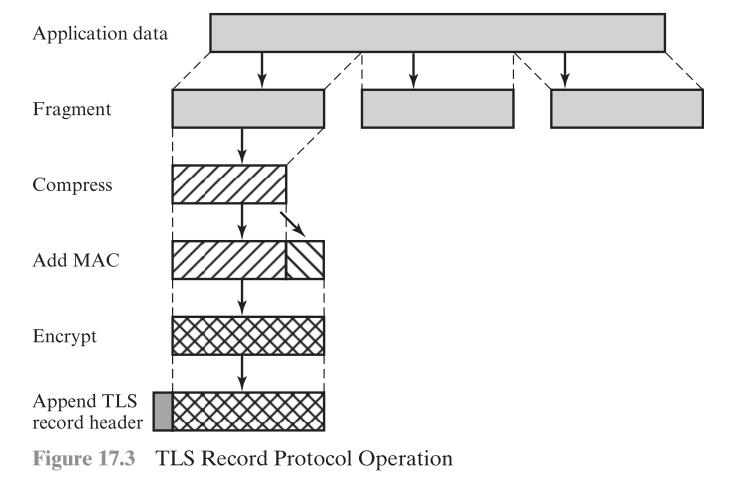 Application data
Fragment
Compress
Add MAC
Encrypt
Append TLS
record header
Figure 17.3 TLS Record Protocol Operation